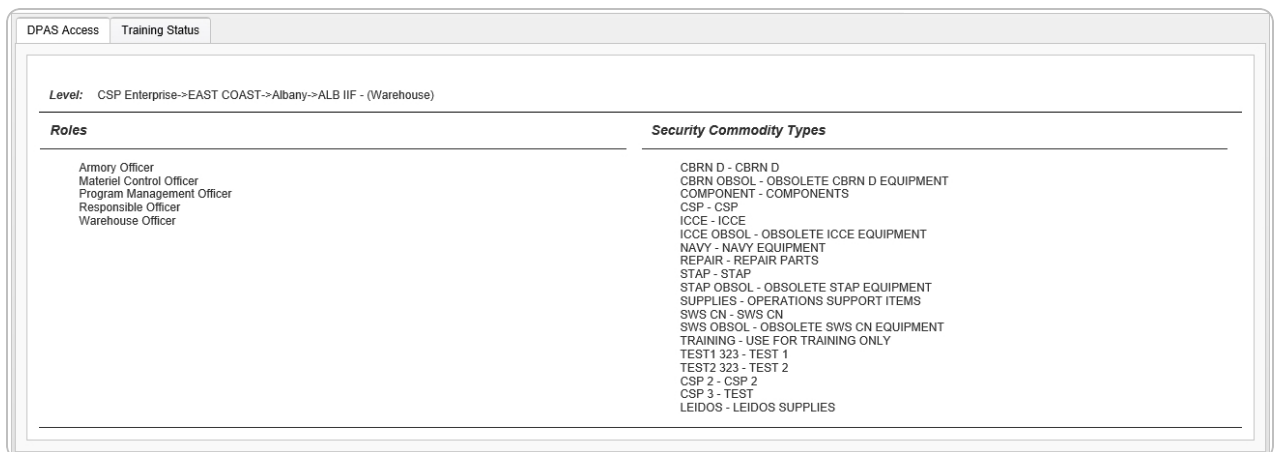 DPAS Access Training Status
Level: CSP Enterprise->EAST COAST->Albany->ALB IIF - (Warehouse)
Roles
Armory Officer
Materiel Control Officer
Program Management Officer
Responsible Officer
Warehouse Officer
Security Commodity Types
CBRN D - CBRN D
CBRN OBSOL - OBSOLETE CBRN D EQUIPMENT
COMPONENT - COMPONENTS
CSP - CSP
ICCE - ICCE
ICCE OBSOL - OBSOLETE ICCE EQUIPMENT
NAVY - NAVY EQUIPMENT
REPAIR - REPAIR PARTS
STAP - STAP
STAP OBSOL - OBSOLETE STAP EQUIPMENT
SUPPLIES - OPERATIONS SUPPORT ITEMS
SWS CN - SWS CN
SWS OBSOL - OBSOLETE SWS CN EQUIPMENT
TRAINING - USE FOR TRAINING ONLY
TEST1 323 - TEST 1
TEST2 323 - TEST 2
CSP 2 - CSP 2
CSP 3 - TEST
LEIDOS - LEIDOS SUPPLIES